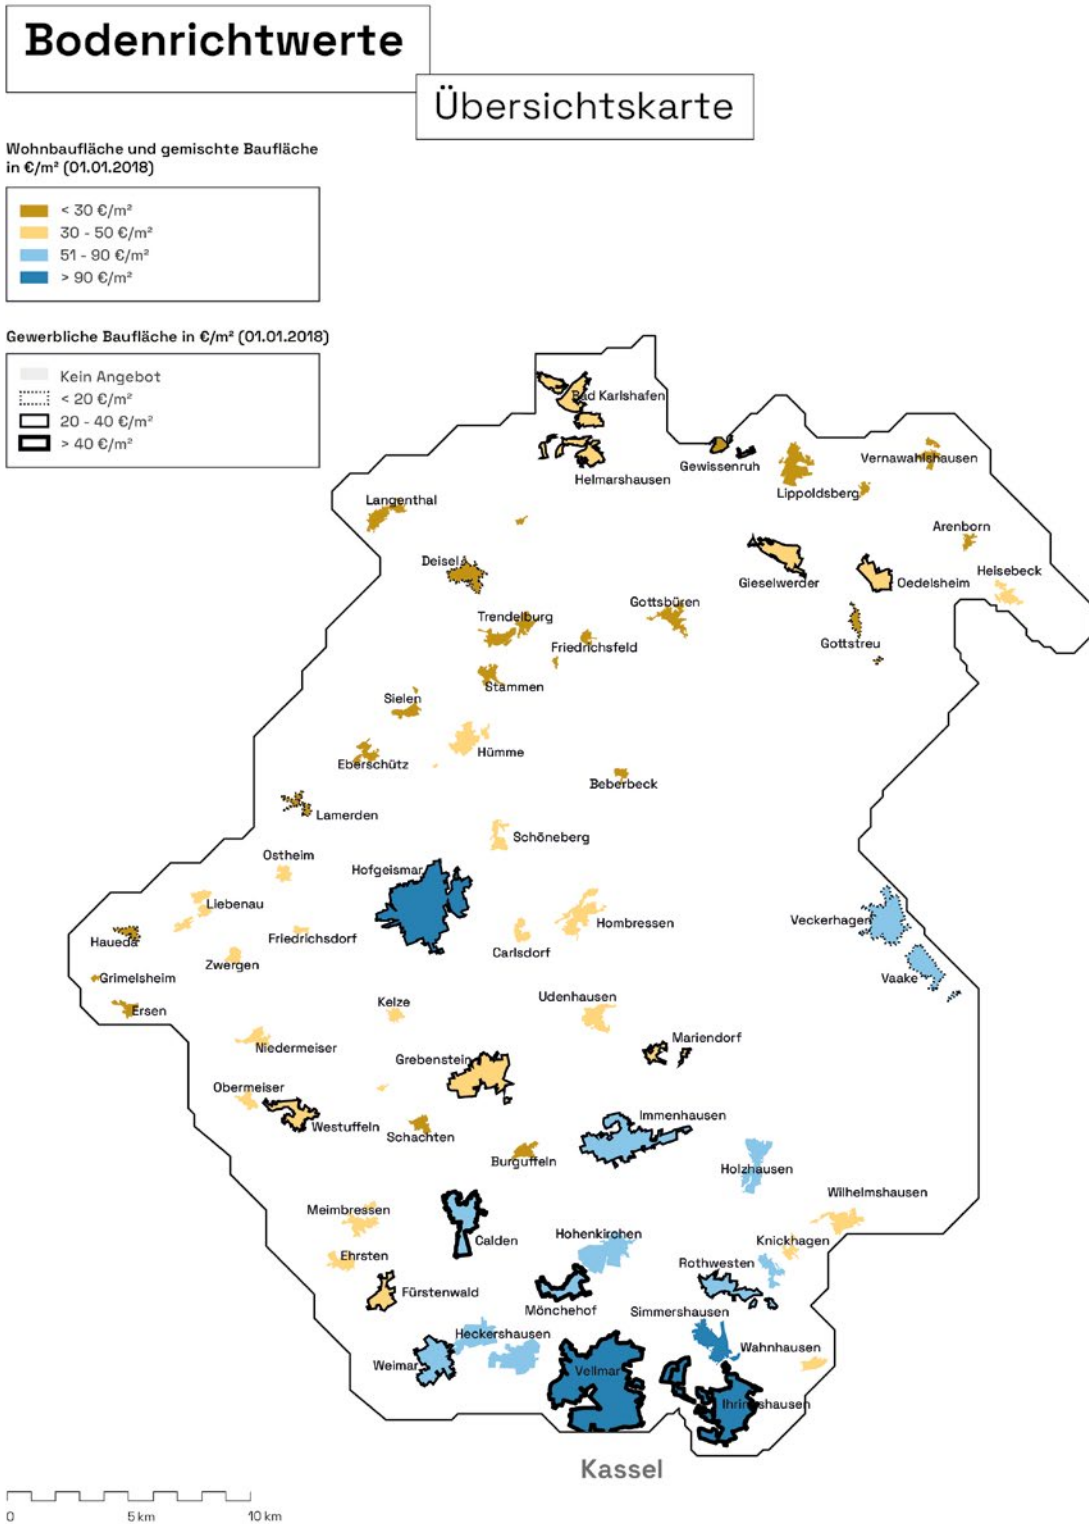 Bodenrichtwerte
Übersichtskarte
Wohnbaufläche und gemischte Baufläche
in €/m² (01.01.2018)
< 30 €/m²
30 - 50 €/m²
51 - 90 €/m²
> 90 €/m²
Gewerbliche Baufläche in €/m² (01.01.2018)
Kein Angebot
< 20 €/m²
20 - 40 €/m²
> 40 €/m²
Bad Karlshafen
Helmarshausen
Gewissenruh
Vernawahlshausen
Lippoldsberg
Langenthal
Arenborn
Deisel
Gieselwerder
Oedelsheim
Heisebeck
Gottsbüren
Trendelburg
Friedrichsfeld
Gottstreu
Stammen
Sielen
Hümme
Eberschütz
Beberbeck
Lamerden
Schöneberg
Ostheim
Hofgeismar
Liebenau
Hombressen
Veckerhagen
Haueda
Friedrichsdorf
Carlsdorf
Zwergen
Vaake
Grimelsheim
Kelze
Udenhausen
Ersen
Mariendorf
Niedermeiser
Grebenstein
Obermeiser
Immenhausen
Westuffeln
Schachten
Burguffeln
Holzhausen
Wilhelmshausen
Meimbressen
Hohenkirchen
Calden
Knickhagen
Ehrsten
Rothwesten
Fürstenwald
Mönchehof
Simmershausen
Heckershausen
Wahnhausen
Weimar
Vellmar
Ihringshausen
Kassel
0 5 km 10 km